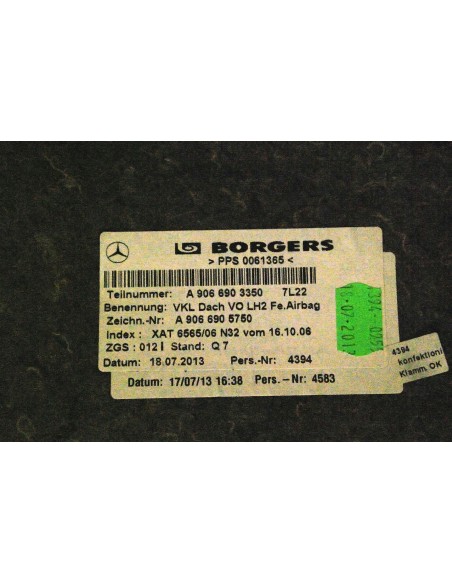 BORGERS
> PPS 0061365 <
Teilnummer: A 906 690 3350 7L22
Benennung: VKL Dach VO LH2 Fe.Airbag
Zeichn.-Nr: A 906 690 5750
Index : XAT 6565/06 N32 vom 16.10.06
ZGS : 012 I Stand: Q 7
Datum: 18.07.2013 Pers.-Nr: 4394
Datum: 17/07/13 16:38 Pers.-Nr: 4583
4394
konfektioni
Klamm. OK